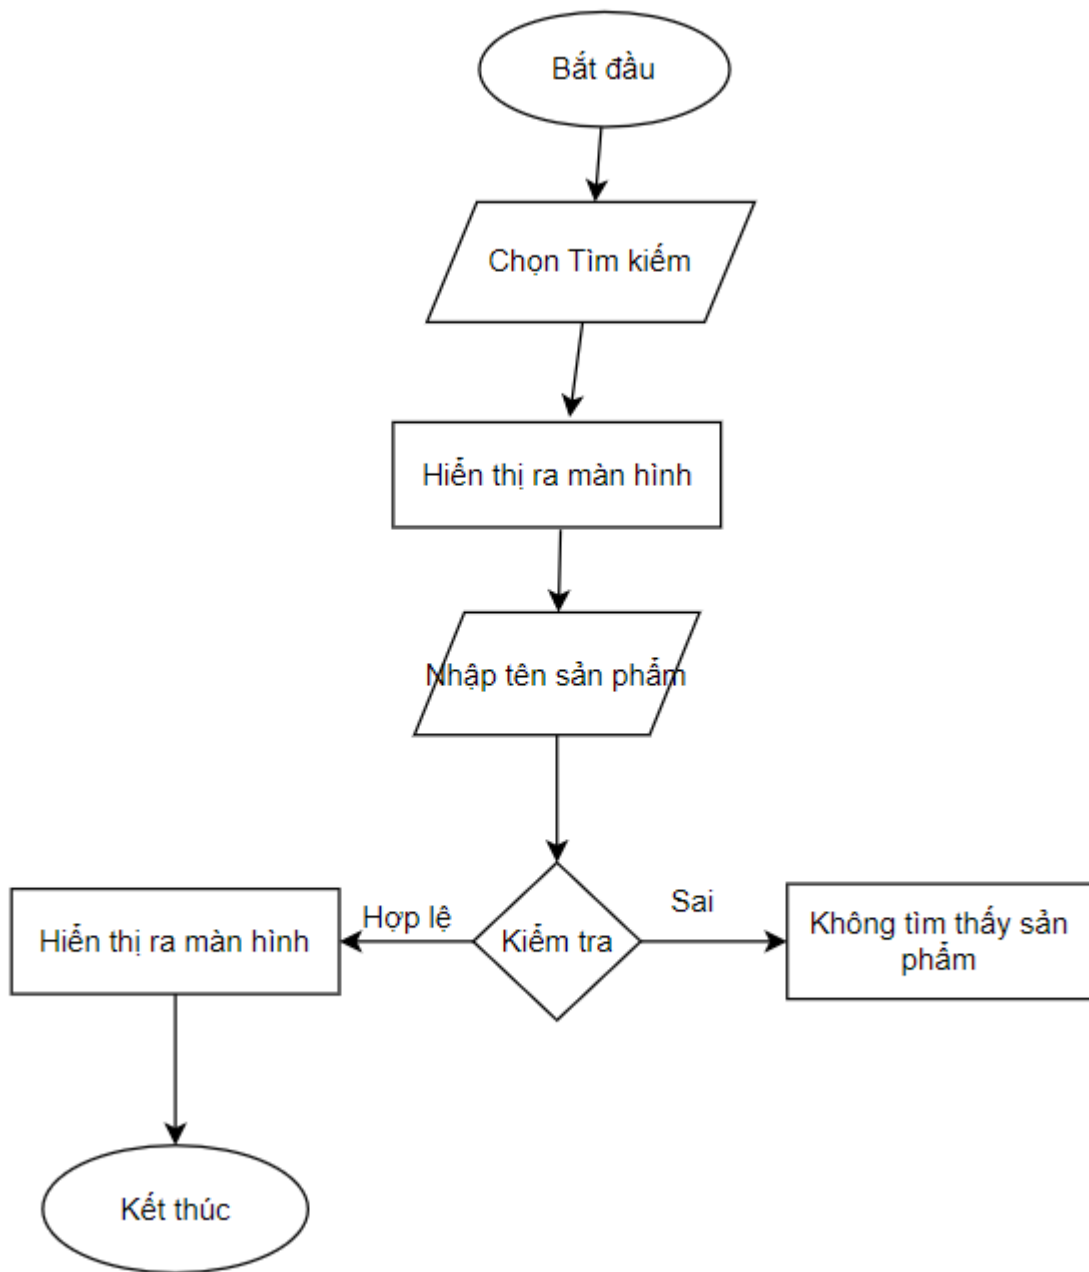 Bắt đầu
Chọn Tìm kiếm
Hiển thị ra màn hình
Nhập tên sản phẩm
Hợp lệ
Sai
Hiển thị ra màn hình
Kiểm tra
Không tìm thấy sản
phẩm
Kết thúc